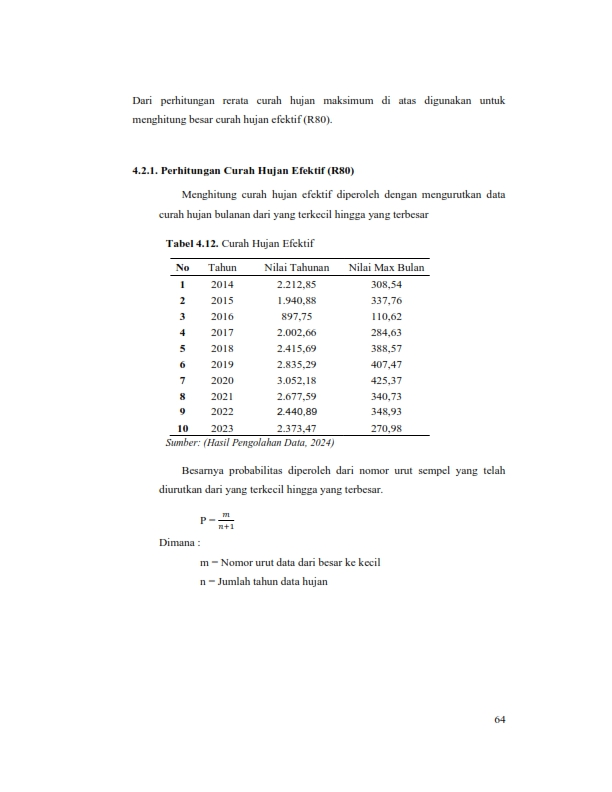 Dari perhitungan rerata curah hujan maksimum di atas digunakan untuk
menghitung besar curah hujan efektif (R80).
4.2.1. Perhitungan Curah Hujan Efektif (R80)
Menghitung curah hujan efektif diperoleh dengan mengurutkan data
curah hujan bulanan dari yang terkecil hingga yang terbesar
Tabel 4.12. Curah Hujan Efektif
No Tahun Nilai Tahunan Nilai Max Bulan
1 2014 2.212,85 308,54
2 2015 1.940,88 337,76
3 2016 897,75 110,62
4 2017 2.002,66 284,63
5 2018 2.415,69 388,57
6 2019 2.835,29 407,47
7 2020 3.052,18 425,37
8 2021 2.677,59 340,73
9 2022 2.440,89 348,93
10 2023 2.373,47 270,98
Sumber: (Hasil Pengolahan Data, 2024)
Besarnya probabilitas diperoleh dari nomor urut sempel yang telah
diurutkan dari yang terkecil hingga yang terbesar.
P = m/n+1
Dimana :
m = Nomor urut data dari besar ke kecil
n = Jumlah tahun data hujan
64